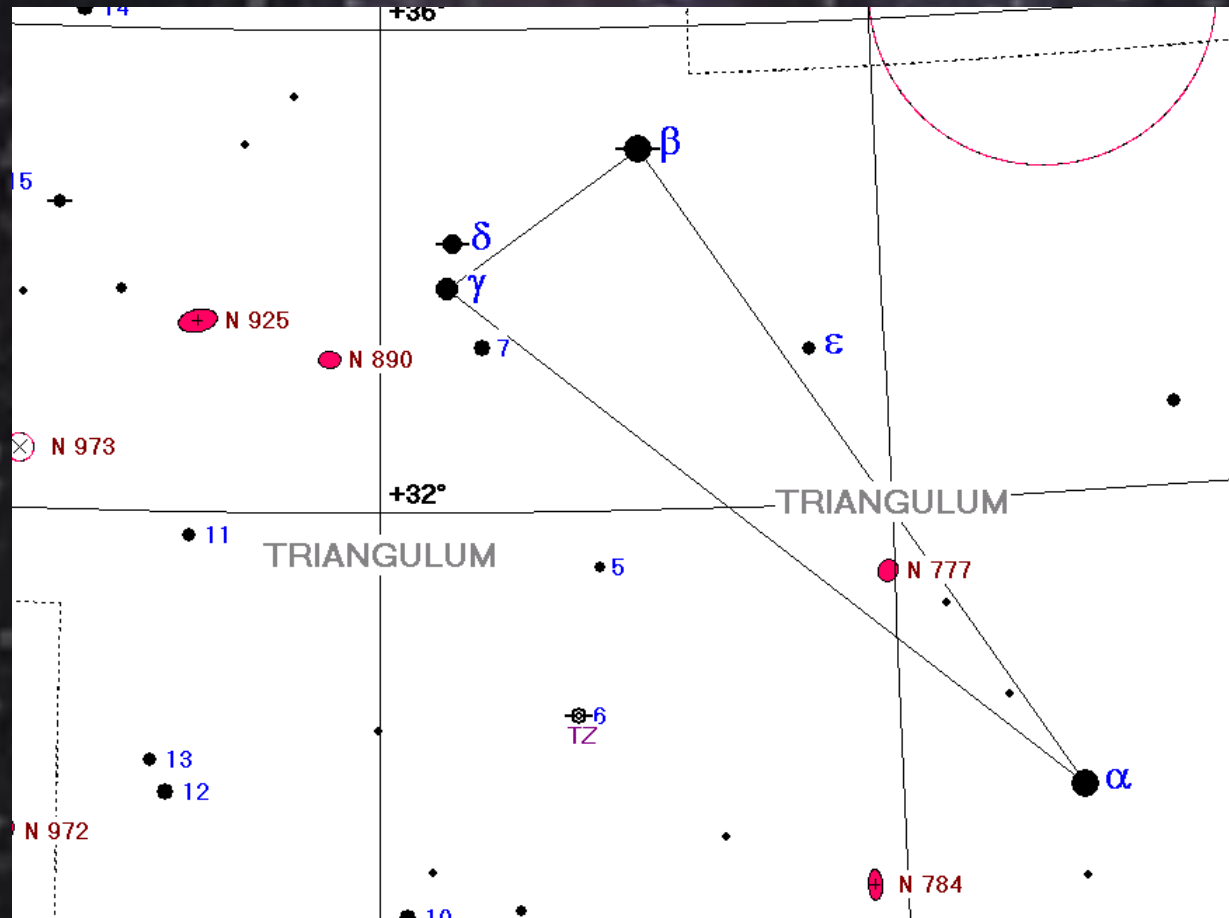 14
+36°
β
15
δ
γ
N 925
7
ε
N 890
N 973
+32°
TRIANGULUM
11
TRIANGULUM
5
N 777
6
TZ
13
α
12
N 972
N 784
10